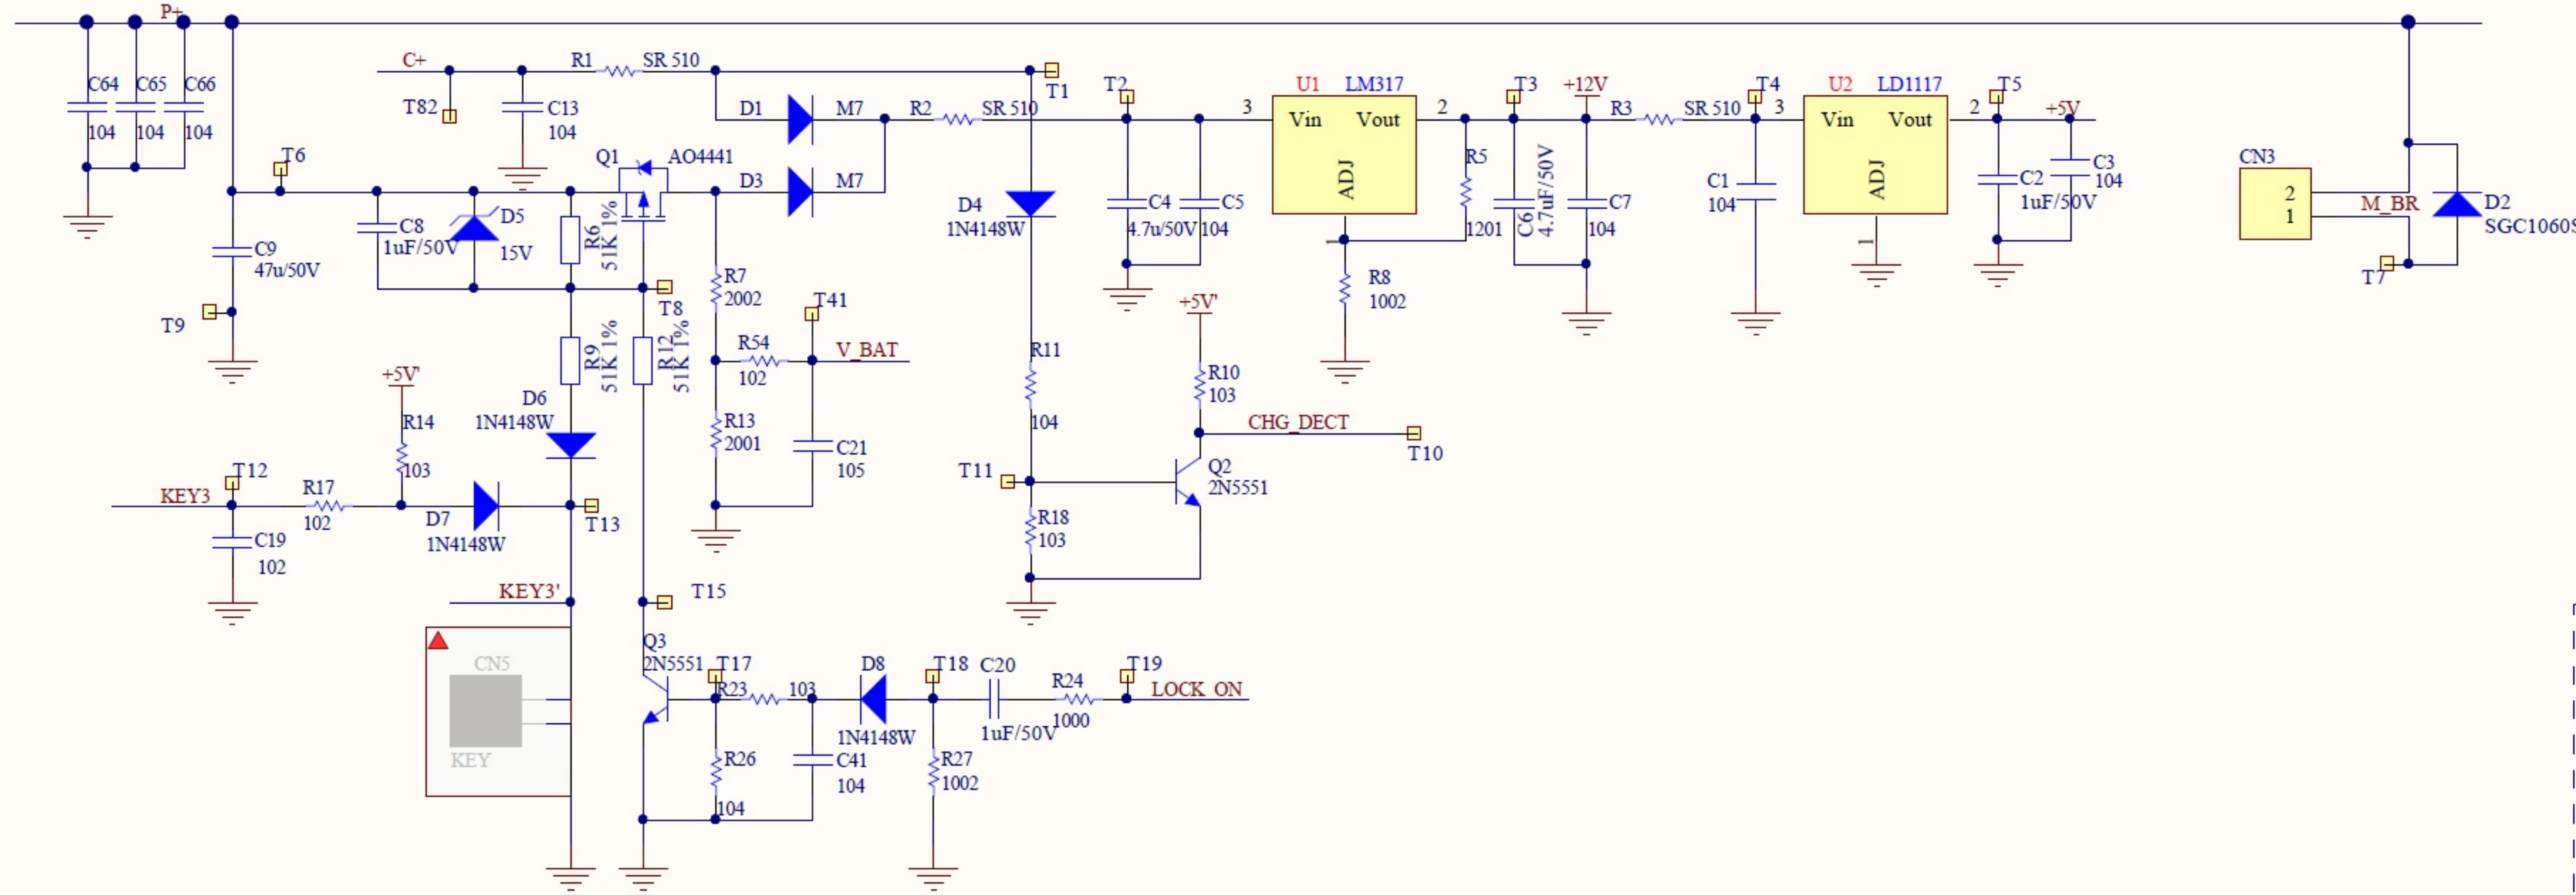 P+
C64
C65
C66
104
104
104
C+
R1
SR 510
T82
C13
104
T1
D1
M7
R2
SR 510
T2
3
U1
LM317
Vin
Vout
ADJ
2
1
T3
+12V
R3
SR 510
T4
3
U2
LD1117
Vin
Vout
ADJ
2
1
T5
+5V
T6
Q1
AO4441
D3
M7
C8
1uF/50V
D5
15V
R6
51K 1%
C9
47u/50V
T9
T8
R7
2002
T41
D4
1N4148W
C4
4.7u/50V
C5
104
R5
1201
C6
4.7uF/50V
C7
104
C1
104
C2
1uF/50V
C3
104
CN3
2
1
M_BR
D2
SGC1060S
T7
R8
1002
R9
51K 1%
R12
51K 1%
R54
102
V_BAT
R13
2001
C21
105
R11
104
+5V'
R10
103
CHG_DECT
T10
+5V'
R14
103
D6
1N4148W
T11
Q2
2N5551
R18
103
KEY3
T12
R17
102
D7
1N4148W
T13
C19
102
KEY3'
T15
CN5
KEY
Q3
2N5551
T17
R23
103
D8
1N4148W
T18
C20
1uF/50V
R24
1000
T19
LOCK_ON
R26
104
C41
104
R27
1002